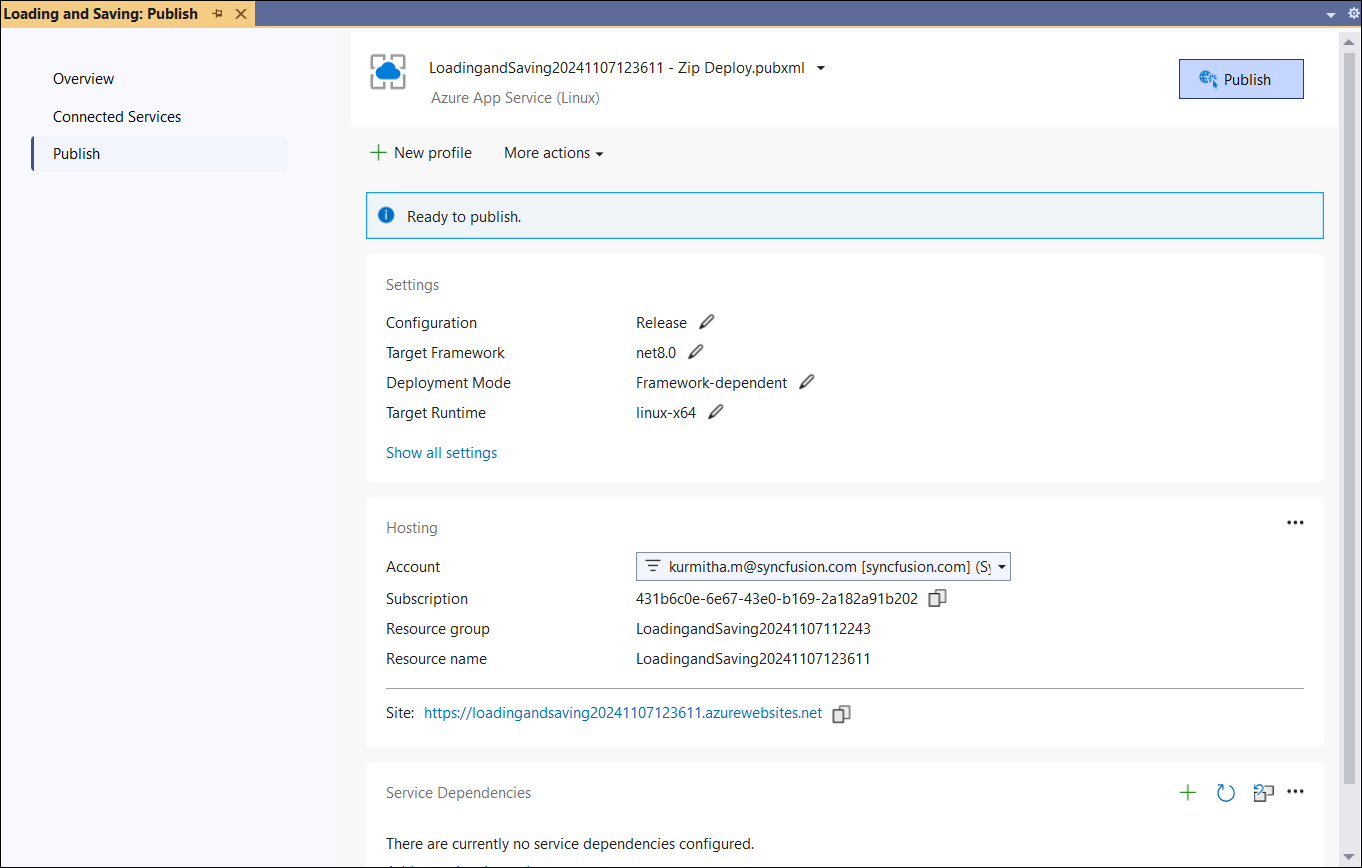 Loading and Saving: Publish
Overview
Connected Services
Publish
LoadingandSaving20241107123611 - Zip Deploy.pubxml
Azure App Service (Linux)
Publish
New profile
More actions
Ready to publish.
Settings
Configuration Release
Target Framework net8.0
Deployment Mode Framework-dependent
Target Runtime linux-x64
Show all settings
Hosting
Account kurmitha.m@syncfusion.com [syncfusion.com] (Sy
Subscription 431b6c0e-6e67-43e0-b169-2a182a91b202
Resource group LoadingandSaving20241107112243
Resource name LoadingandSaving20241107123611
Site: https://loadingandsaving20241107123611.azurewebsites.net
Service Dependencies
There are currently no service dependencies configured.